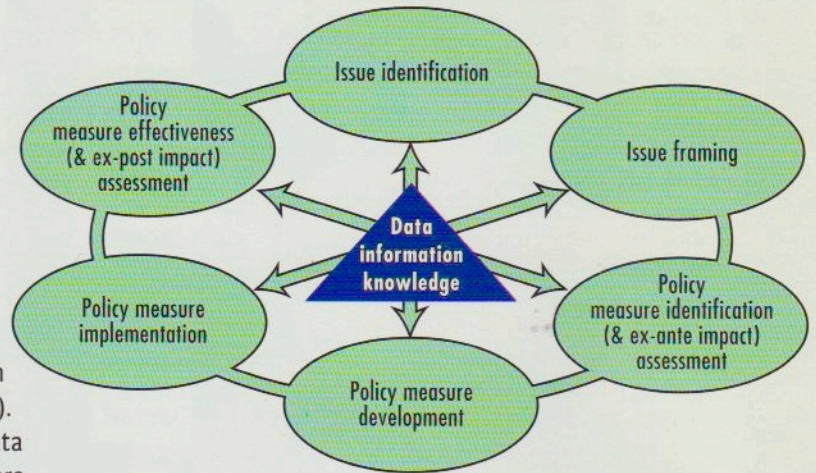 Issue identification
Policy
measure effectiveness
(& ex-post impact)
assessment
Issue framing
Data
information
knowledge
Policy measure
implementation
Policy
measure identification
(& ex-ante impact)
assessment
Policy measure
development
).
ta